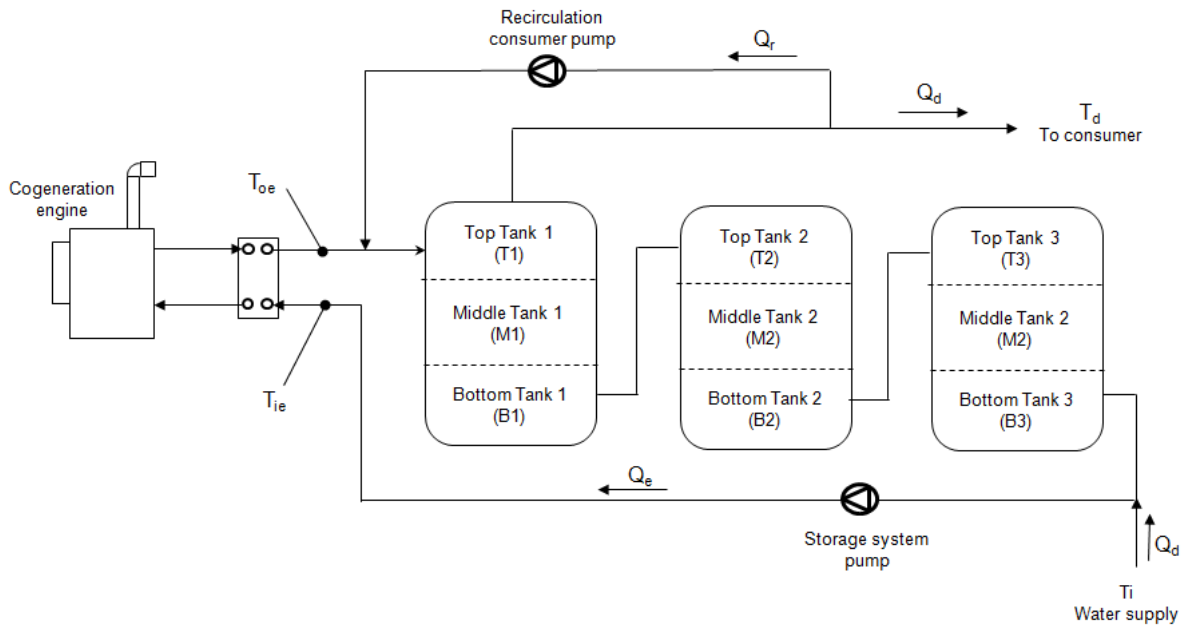 Recirculation
consumer pump
Qr
Qd
Td
To consumer
Cogeneration
engine
Toe
Top Tank 1
(T1)
Top Tank 2
(T2)
Top Tank 3
(T3)
Middle Tank 1
(M1)
Middle Tank 2
(M2)
Middle Tank 2
(M2)
Tie
Bottom Tank 1
(B1)
Bottom Tank 2
(B2)
Bottom Tank 3
(B3)
Qe
Storage system
pump
Qd
Ti
Water supply